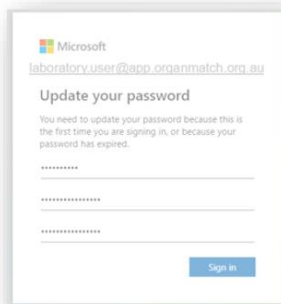 Microsoft
laboratory.user@app.organmatch.org.au
Update your password
You need to update your password because this is
the first time you are signing in, or because your
password has expired.
••••••••••
•••••••••••••••
•••••••••••••••
Sign in